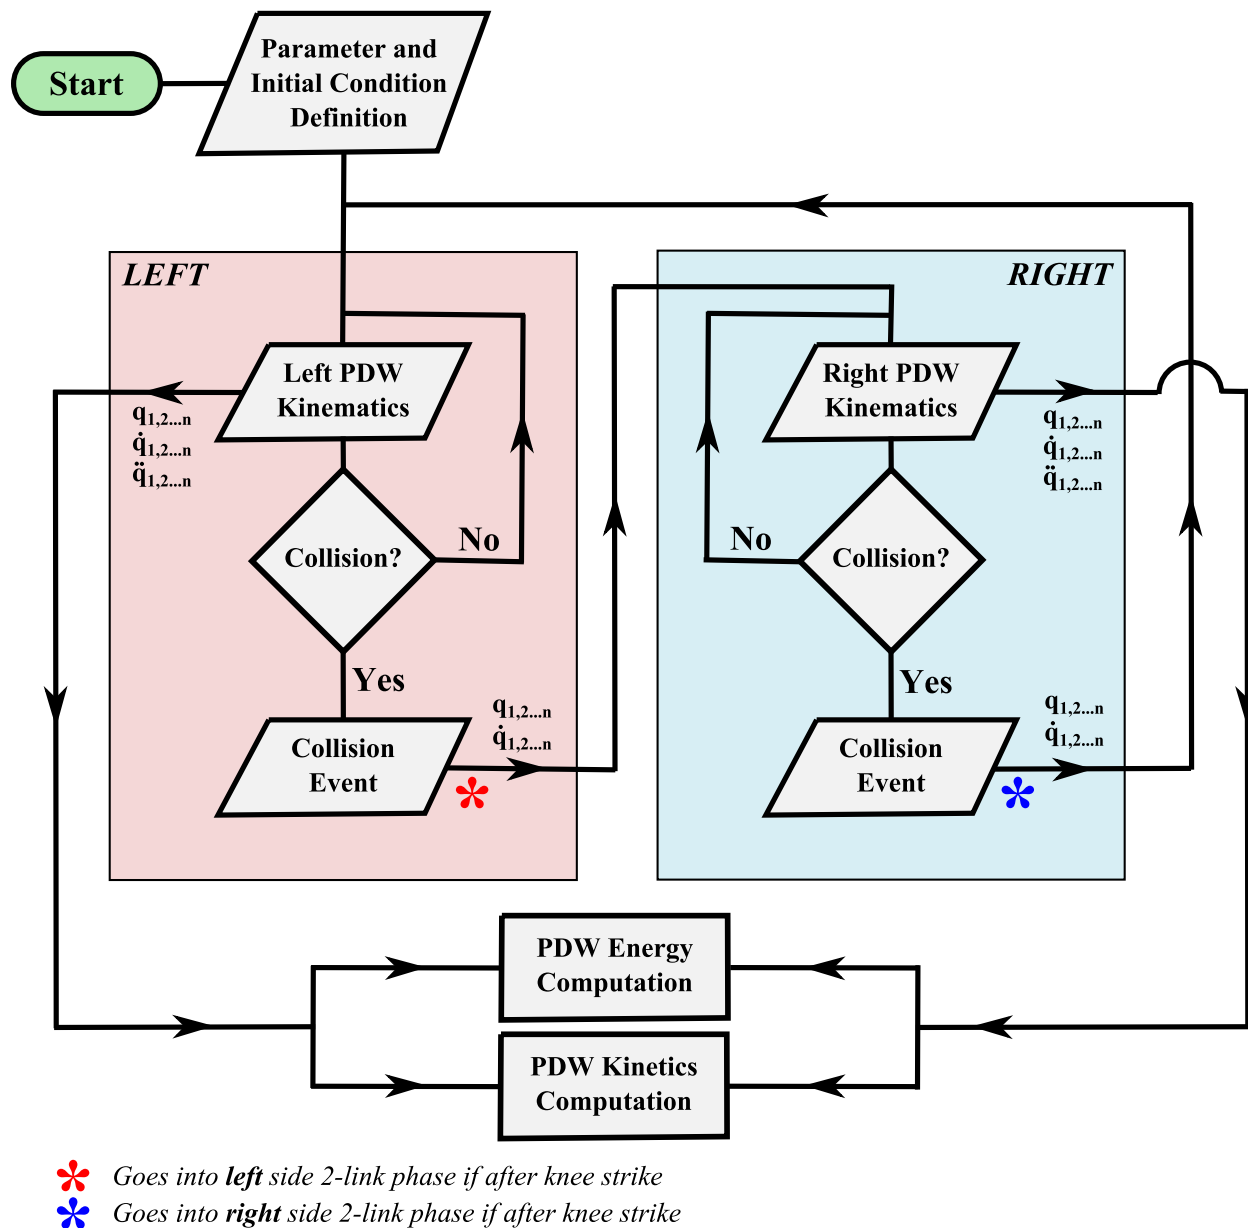 Start
Parameter and
Initial Condition
Definition
LEFT
Left PDW
Kinematics
q1,2...n
q̇1,2...n
q̈1,2...n
Collision?
No
Yes
Collision
Event
q1,2...n
q̇1,2...n
*
RIGHT
Right PDW
Kinematics
q1,2...n
q̇1,2...n
q̈1,2...n
Collision?
No
Yes
Collision
Event
q1,2...n
q̇1,2...n
*
PDW Energy
Computation
PDW Kinetics
Computation
* Goes into left side 2-link phase if after knee strike
* Goes into right side 2-link phase if after knee strike